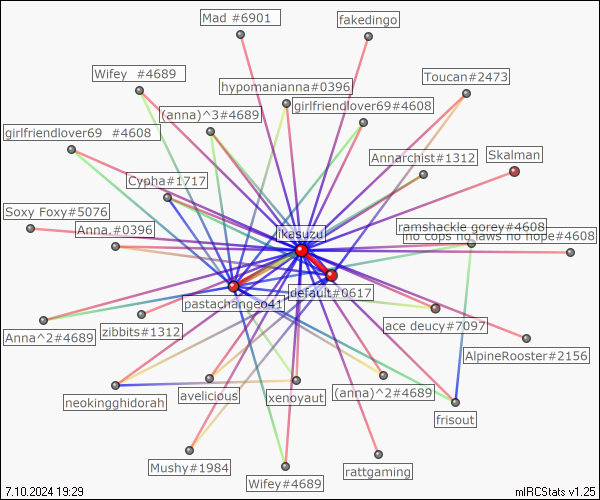 Mad #6901
fakedingo
Wifey  #4689
Toucan#2473
hypomanianna#0396
(anna)^3#4689
girlfriendlover69#4608
girlfriendlover69  #4608
Annarchist#1312
Skalman
Cypha#1717
Soxy Foxy#5076
Anna.#0396
ikasuzu
ramshackle gorey#4608
no cops no laws no hope#4608
default#0617
pastachangeo41
Anna^2#4689
zibbits#1312
ace deucy#7097
AlpineRooster#2156
neokingghidorah
avelicious
xenoyaut
(anna)^2#4689
frisout
Mushy#1984
Wifey#4689
rattgaming
7.10.2024 19:29
mIRCStats v1.25